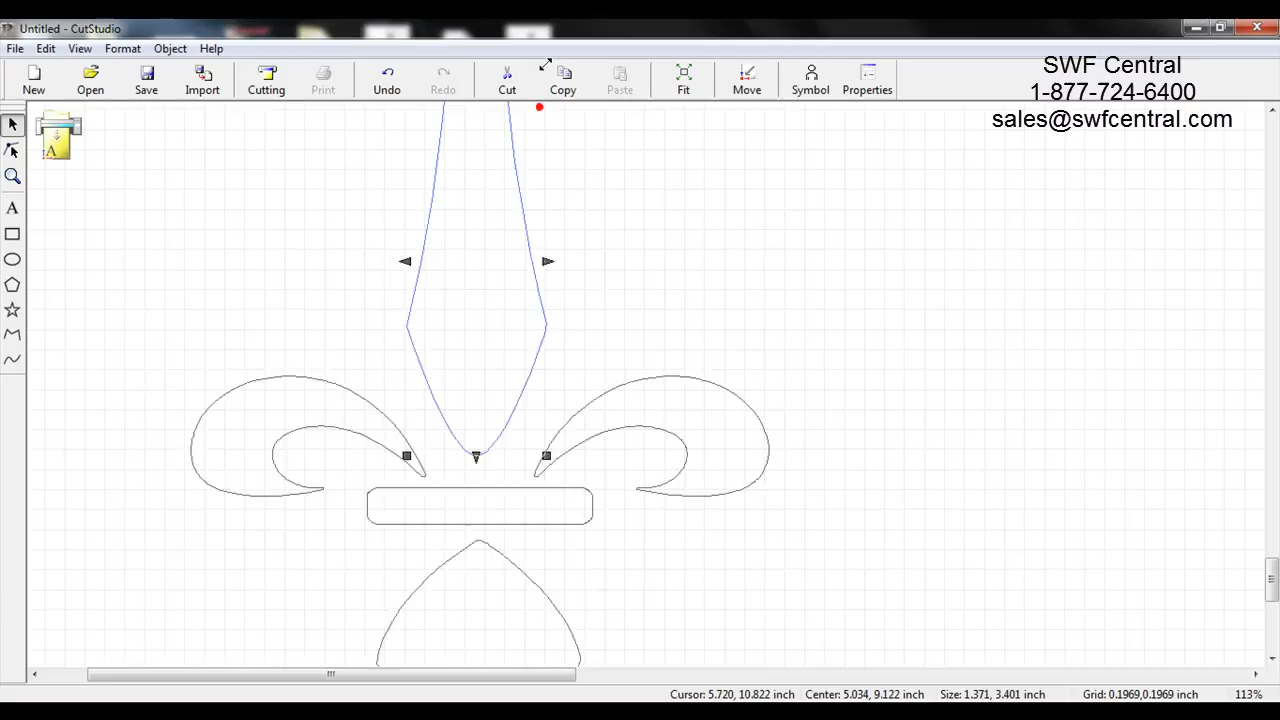 Untitled - CutStudio
File Edit View Format Object Help
SWF Central
1-877-724-6400
sales@swfcentral.com
New Open Save Import Cutting Print Undo Redo Cut Copy Paste Fit Move Symbol Properties
A
A
Cursor: 5.720, 10.822 inch Center: 5.034, 9.122 inch Size: 1.371, 3.401 inch Grid: 0.1969,0.1969 inch 113%